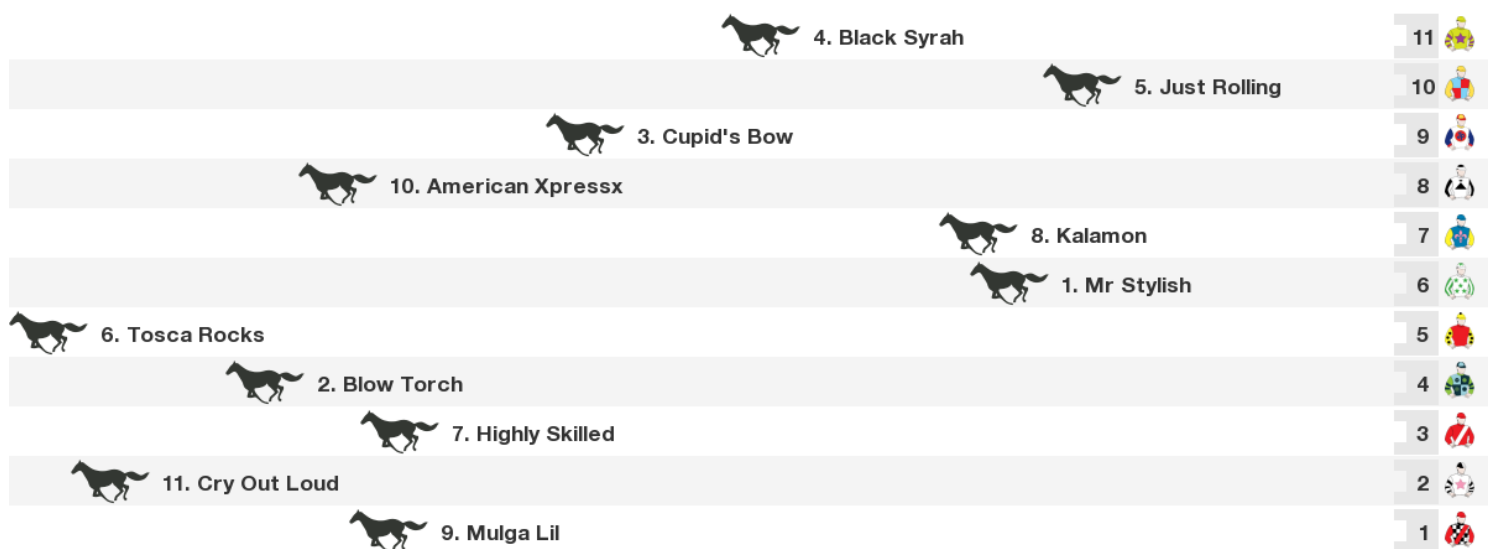 4. Black Syrah 11
5. Just Rolling 10
3. Cupid's Bow 9
10. American Xpressx 8
8. Kalamon 7
1. Mr Stylish 6
6. Tosca Rocks 5
2. Blow Torch 4
7. Highly Skilled 3
11. Cry Out Loud 2
9. Mulga Lil 1